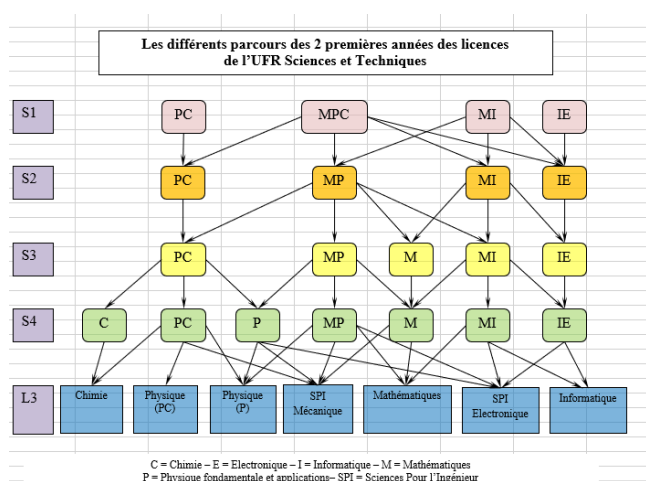 Les différents parcours des 2 premières années des licences
de l'UFR Sciences et Techniques
S1 PC MPC MI IE
S2 PC MP MI IE
S3 PC MP M MI IE
S4 C PC P MP M MI IE
L3 Chimie Physique (PC) Physique (P) SPI Mécanique Mathématiques SPI Electronique Informatique
C = Chimie – E = Electronique - I = Informatique – M = Mathématiques
P = Physique fondamentale et applications– SPI = Sciences Pour l'Ingénieur